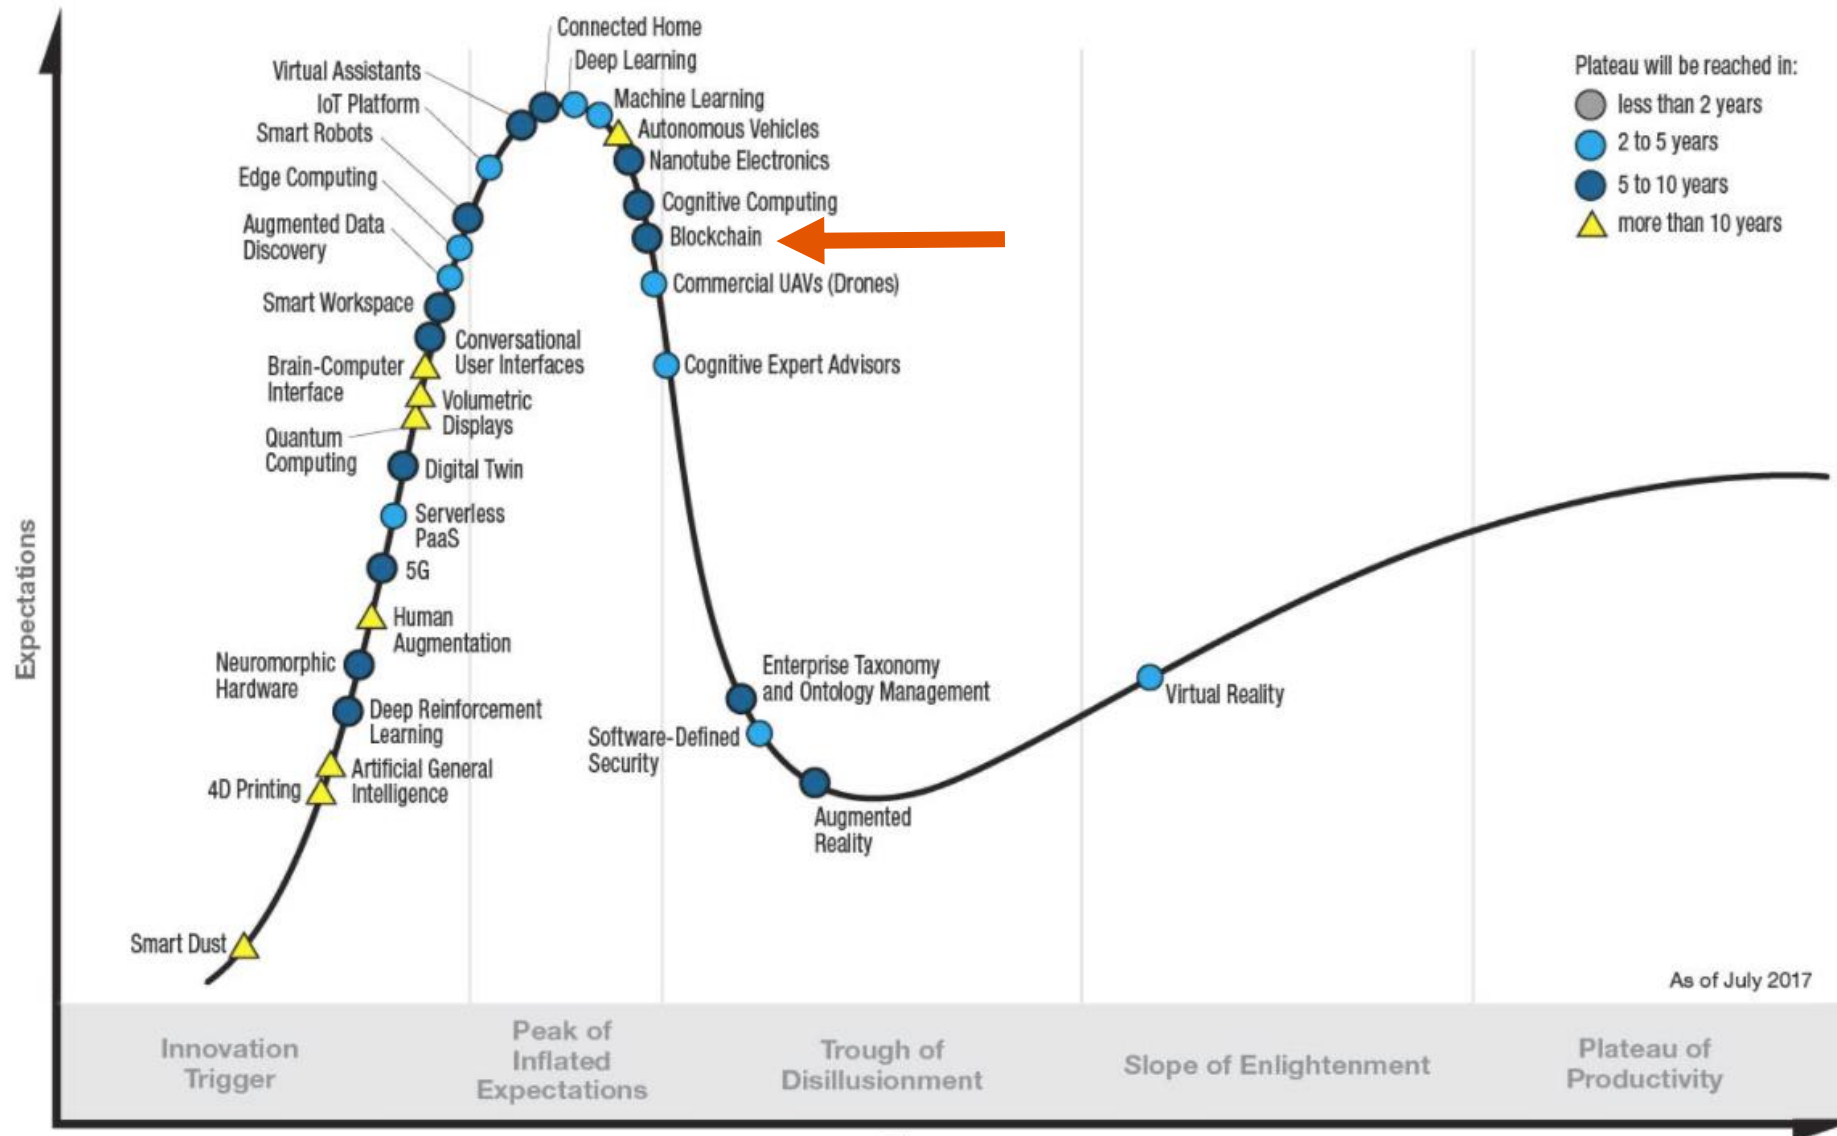 Connected Home
Deep Learning
Virtual Assistants
IoT Platform
Machine Learning
Smart Robots
Autonomous Vehicles
Nanotube Electronics
Edge Computing
Cognitive Computing
Augmented Data
Discovery
Blockchain
Commercial UAVs (Drones)
Smart Workspace
Conversational
User Interfaces
Brain-Computer
Interface
Cognitive Expert Advisors
Volumetric
Displays
Quantum
Computing
Digital Twin
Serverless
PaaS
5G
Human
Augmentation
Neuromorphic
Hardware
Enterprise Taxonomy
and Ontology Management
Deep Reinforcement
Learning
Software-Defined
Security
Virtual Reality
Artificial General
Intelligence
4D Printing
Augmented
Reality
Smart Dust
Plateau will be reached in:
less than 2 years
2 to 5 years
5 to 10 years
more than 10 years
As of July 2017
Expectations
Innovation
Trigger
Peak of
Inflated
Expectations
Trough of
Disillusionment
Slope of Enlightenment
Plateau of
Productivity